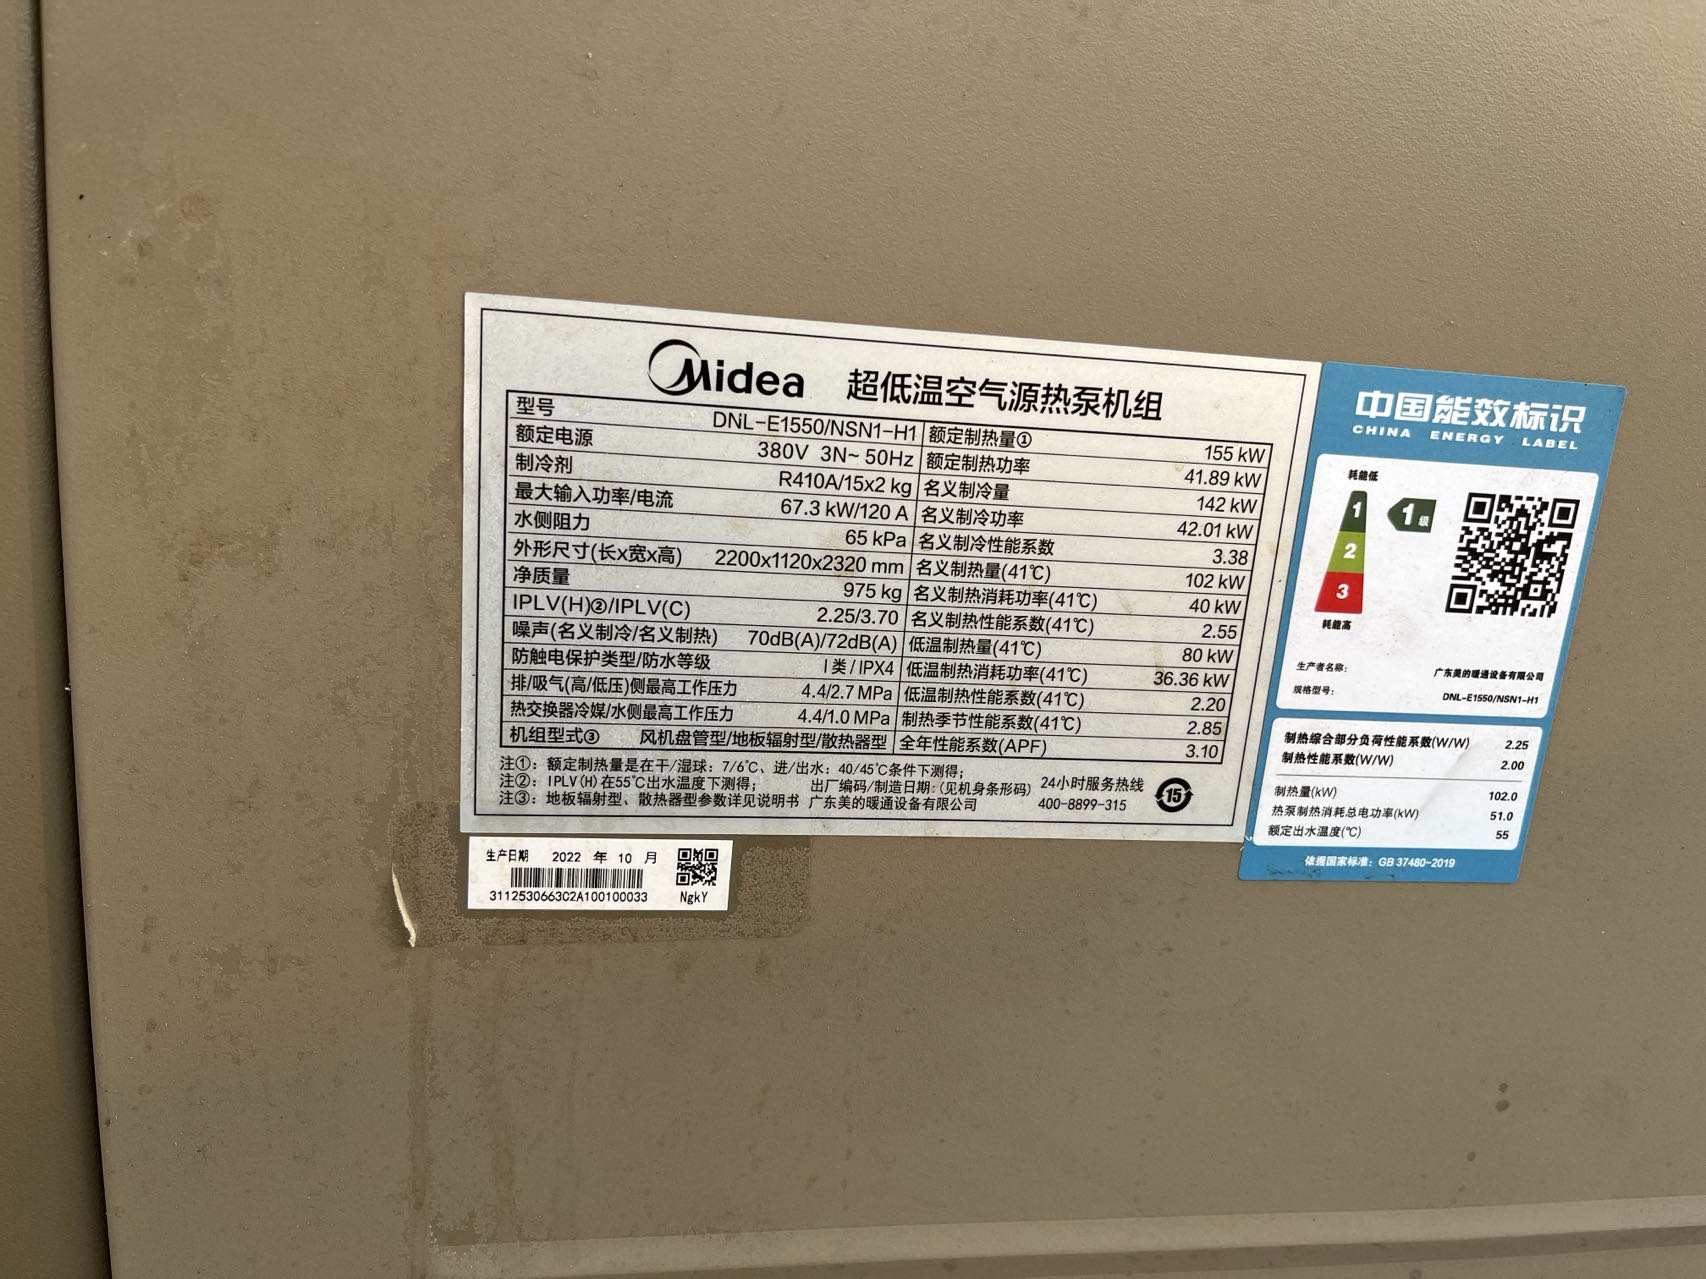 Midea 超低温空气源热泵机组
型号 DNL-E1550/NSN1-H1
额定电源 380V 3N~ 50Hz
制冷剂 R410A/15x2 kg
最大输入功率/电流 67.3 kW/120 A
水侧阻力 65 kPa
外形尺寸(长x宽x高) 2200x1120x2320 mm
净质量 975 kg
IPLV(H)②/IPLV(C) 2.25/3.70
噪声(名义制冷/名义制热) 70dB(A)/72dB(A)
防触电保护类型/防水等级 I 类 / IPX4
排/吸气(高/低压)侧最高工作压力 4.4/2.7 MPa
热交换器冷媒/水侧最高工作压力 4.4/1.0 MPa
机组型式③ 风机盘管型/地板辐射型/散热器型
额定制热量① 155 kW
额定制热功率 41.89 kW
名义制冷量 142 kW
名义制冷功率 42.01 kW
名义制冷性能系数 3.38
名义制热量(41℃) 102 kW
名义制热消耗功率(41℃) 40 kW
名义制热性能系数(41℃) 2.55
低温制热量(41℃) 80 kW
低温制热消耗功率(41℃) 36.36 kW
低温制热性能系数(41℃) 2.20
制热季节性能系数(41℃) 2.85
全年性能系数(APF) 3.10
注①：额定制热量是在干/湿球：7/6℃、进/出水：40/45℃条件下测得；
注②：IPLV(H)在55℃出水温度下测得； 出厂编码/制造日期：(见机身条形码)
注③：地板辐射型、散热器型参数详见说明书 广东美的暖通设备有限公司
24小时服务热线
400-8899-315
15
生产日期 2022 年 10 月
311253066302A100100033
NgkY
中国能效标识
CHINA ENERGY LABEL
耗能低
1
2
3
耗能高
1级
生产者名称： 广东美的暖通设备有限公司
规格型号： DNL-E1550/NSN1-H1
制热综合部分负荷性能系数(W/W) 2.25
制热性能系数(W/W) 2.00
制热量(kW) 102.0
热泵制热消耗总电功率(kW) 51.0
额定出水温度(℃) 55
依据国家标准：GB 37480-2019